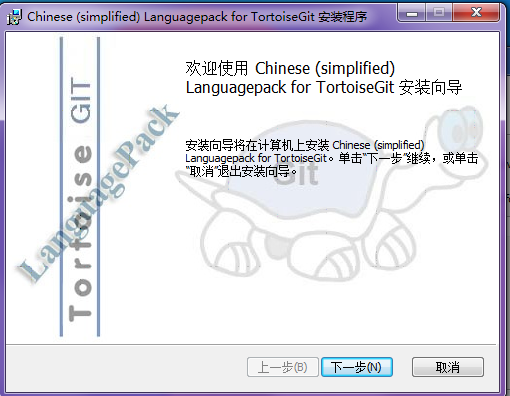 Chinese (simplified) Languagepack for TortoiseGit 安装程序
Tortoise GIT
LanguagePack
欢迎使用 Chinese (simplified)
Languagepack for TortoiseGit 安装向导
安装向导将在计算机上安装 Chinese (simplified)
Languagepack for TortoiseGit。单击“下一步”继续，或单击
“取消”退出安装向导。
Git
上一步(B)
下一步(N)
取消